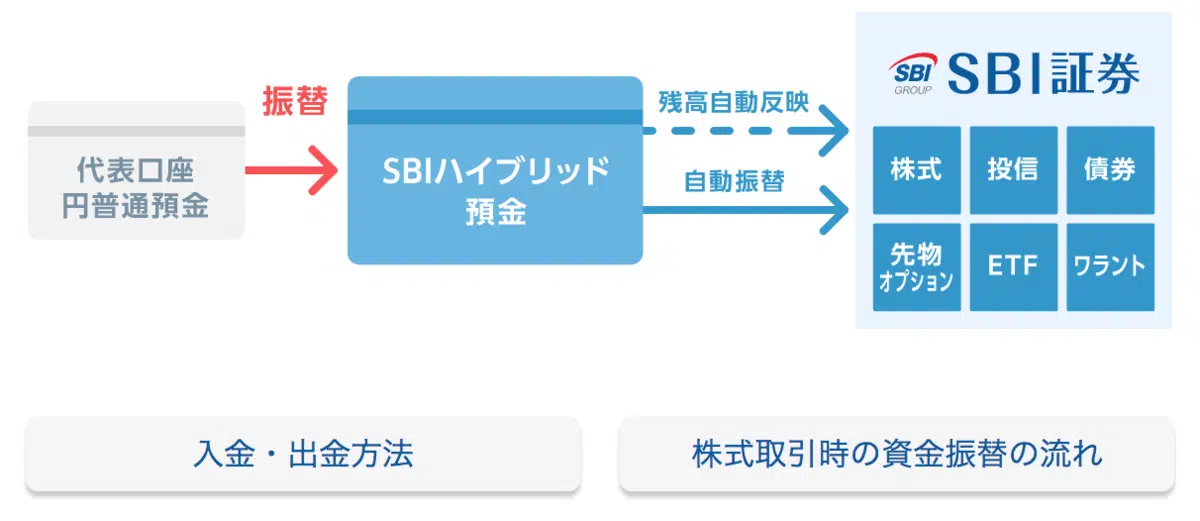 代表口座
円普通預金
振替
SBIハイブリッド
預金
残高自動反映
自動振替
SBI
GROUP
SBI証券
株式
投信
債券
先物
オプション
ETF
ワラント
入金・出金方法
株式取引時の資金振替の流れ